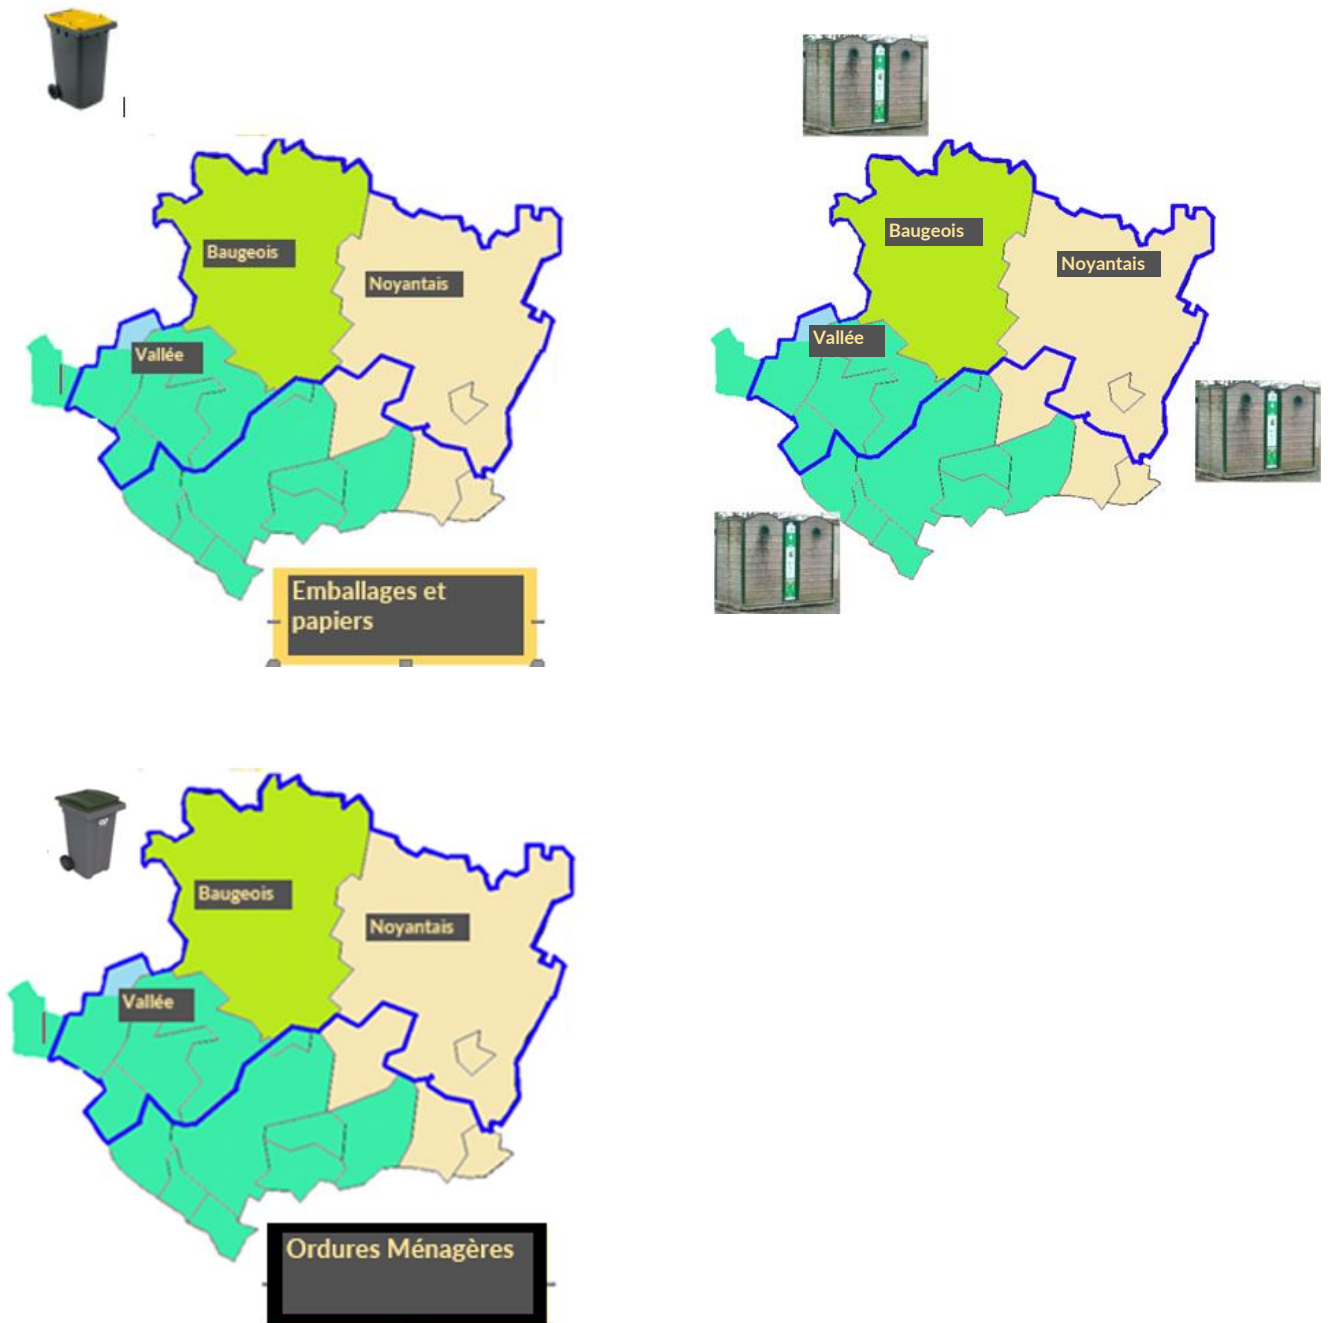 Baugeois
Noyantais
Vallée
Emballages et
papiers
Baugeois
Noyantais
Vallée
Baugeois
Noyantais
Vallée
Ordures Ménagères